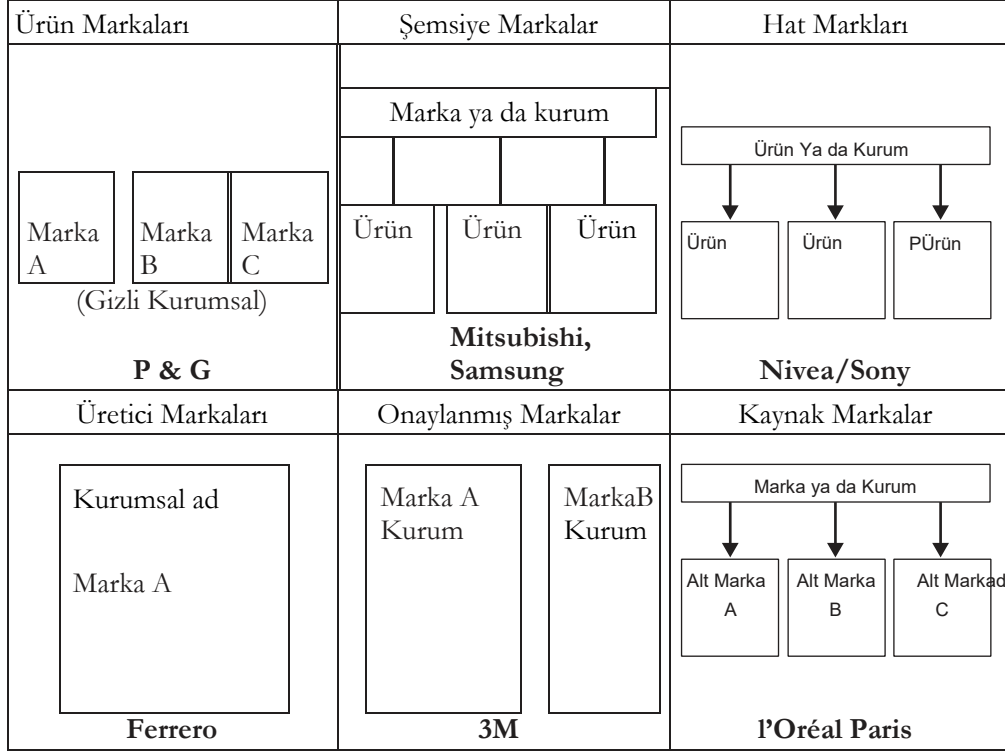 Ürün Markaları
Şemsiye Markalar
Hat Markları
Marka ya da kurum
Ürün Ya da Kurum
Marka
A
Marka
B
Marka
C
Ürün
Ürün
Ürün
Ürün
Ürün
PÜrün
(Gizli Kurumsal)
P & G
Mitsubishi,
Samsung
Nivea/Sony
Üretici Markaları
Onaylanmış Markalar
Kaynak Markalar
Kurumsal ad
Marka A
Marka A
Kurum
MarkaB
Kurum
Marka ya da Kurum
Alt Marka
A
Alt Marka
B
Alt Markad
C
Ferrero
3M
l’Oréal Paris